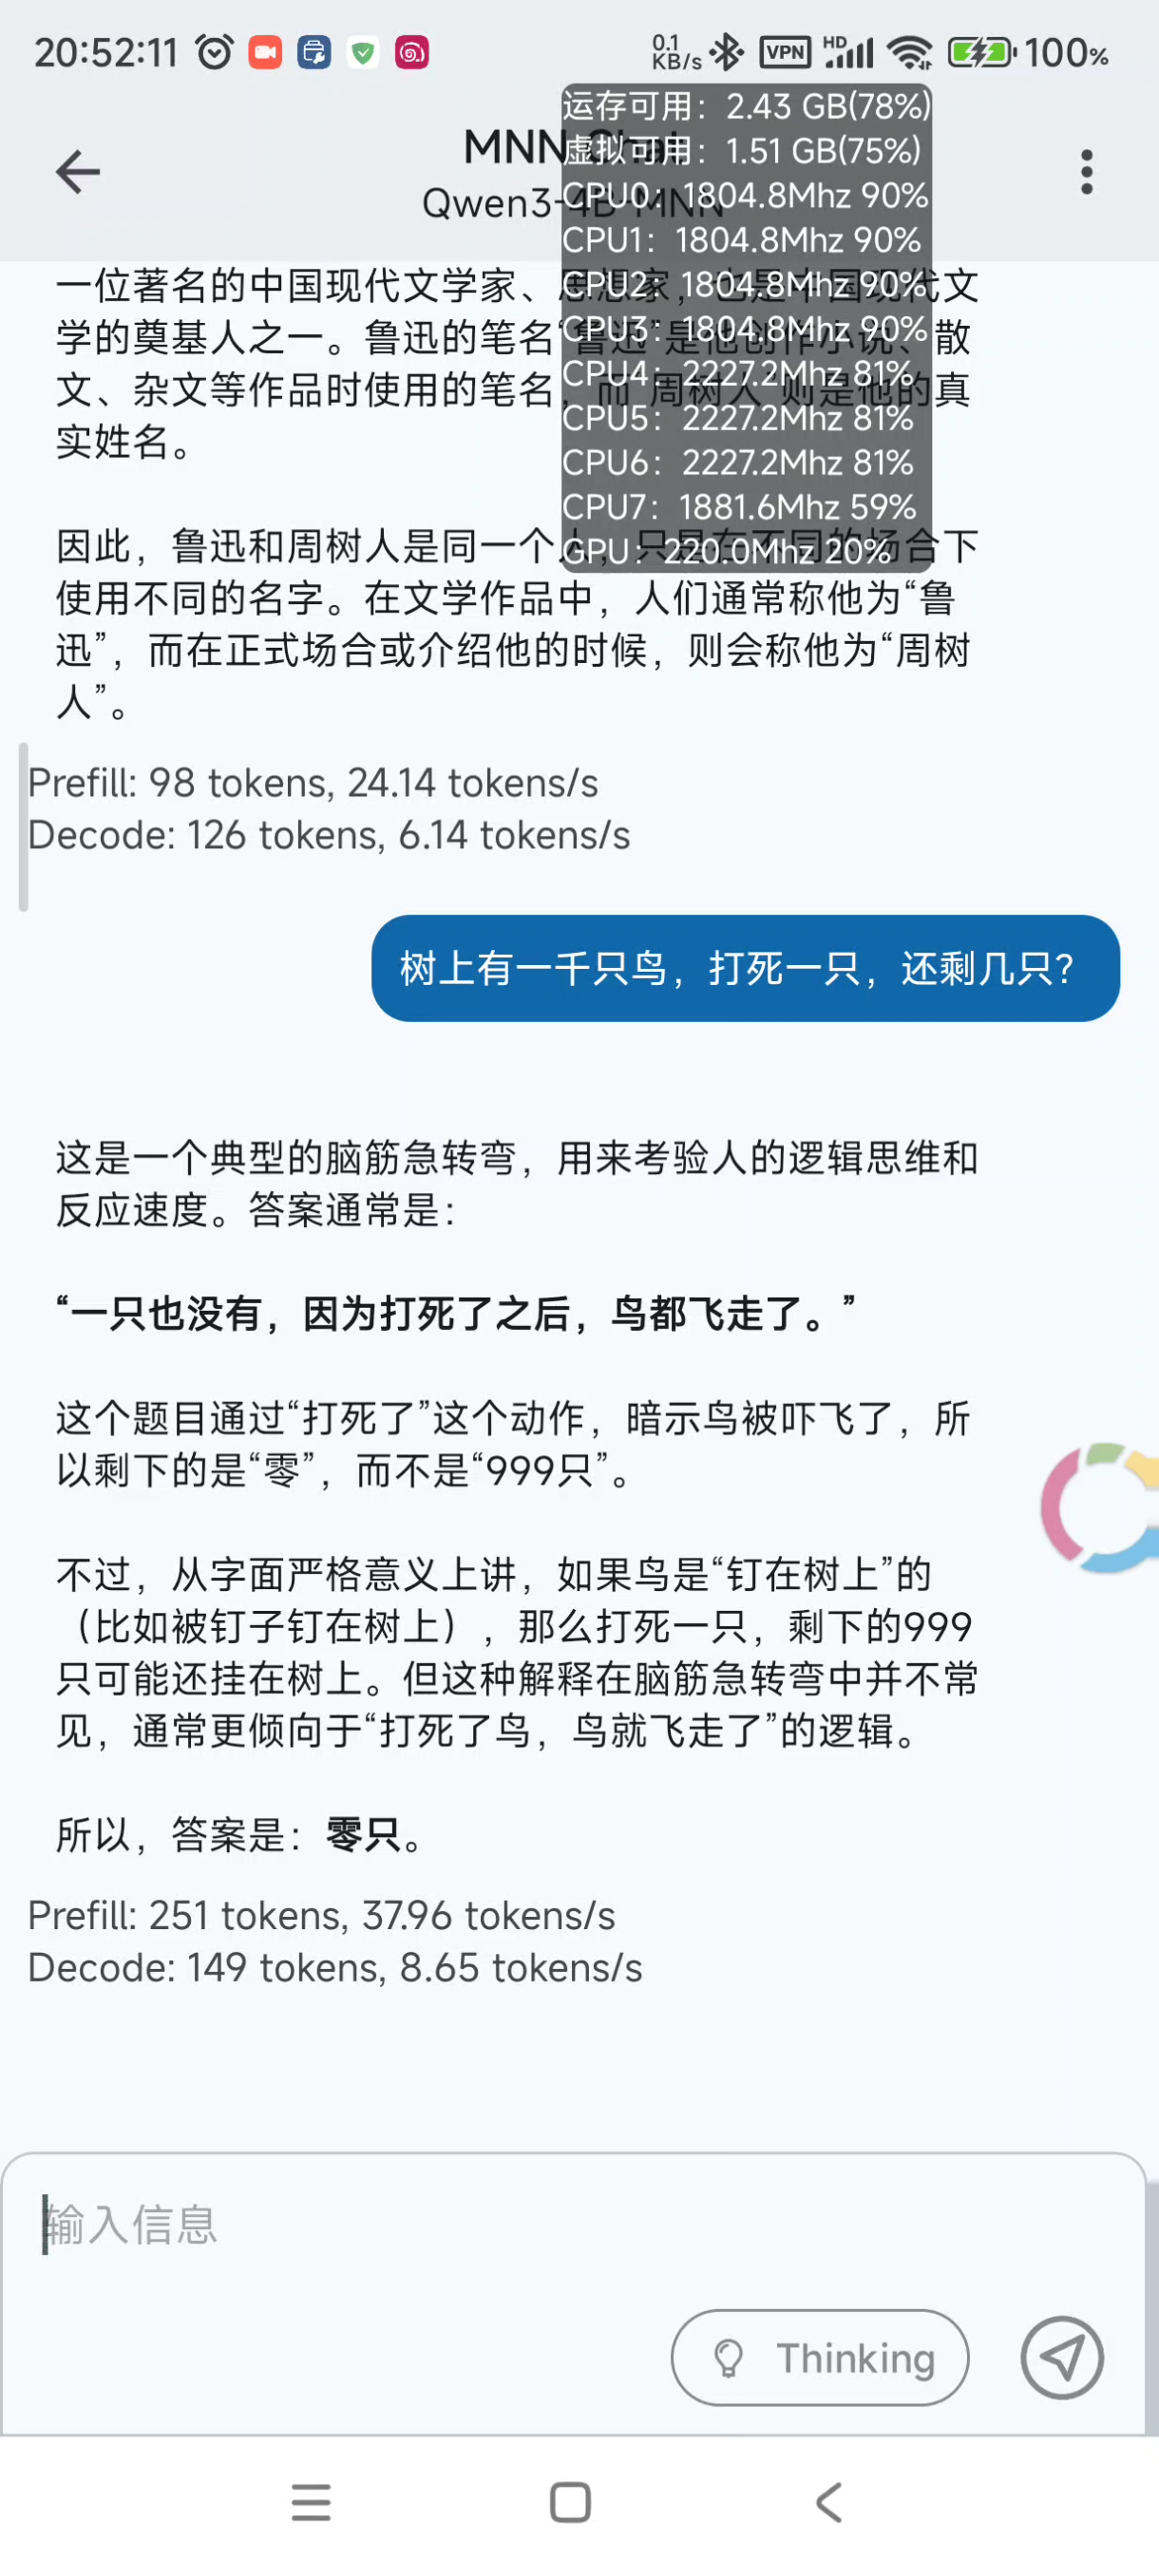 20:52:11
0.1 KB/s VPN HD 100%
运存可用：2.43 GB(78%)
虚拟可用：1.51 GB(75%)
CPU0：1804.8Mhz 90%
CPU1：1804.8Mhz 90%
CPU2：1804.8Mhz 90%
CPU3：1804.8Mhz 90%
CPU4：2227.2Mhz 81%
CPU5：2227.2Mhz 81%
CPU6：2227.2Mhz 81%
CPU7：1881.6Mhz 59%
GPU：220.0Mhz 20%
MNN Chat
Qwen3-4B-MNN
一位著名的中国现代文学家、思想家，也是中国现代文
学的奠基人之一。鲁迅的笔名“鲁迅”是他创作小说、散
文、杂文等作品时使用的笔名，而“周树人”则是他的真
实姓名。
因此，鲁迅和周树人是同一个人，只是在不同的场合下
使用不同的名字。在文学作品中，人们通常称他为“鲁
迅”，而在正式场合或介绍他的时候，则会称他为“周树
人”。
Prefill: 98 tokens, 24.14 tokens/s
Decode: 126 tokens, 6.14 tokens/s
树上有一千只鸟，打死一只，还剩几只？
这是一个典型的脑筋急转弯，用来考验人的逻辑思维和
反应速度。答案通常是：
“一只也没有，因为打死了之后，鸟都飞走了。”
这个题目通过“打死了”这个动作，暗示鸟被吓飞了，所
以剩下的是“零”，而不是“999只”。
不过，从字面严格意义上讲，如果鸟是“钉在树上”的
（比如被钉子钉在树上），那么打死一只，剩下的999
只可能还挂在树上。但这种解释在脑筋急转弯中并不常
见，通常更倾向于“打死了鸟，鸟就飞走了”的逻辑。
所以，答案是：零只。
Prefill: 251 tokens, 37.96 tokens/s
Decode: 149 tokens, 8.65 tokens/s
输入信息
Thinking